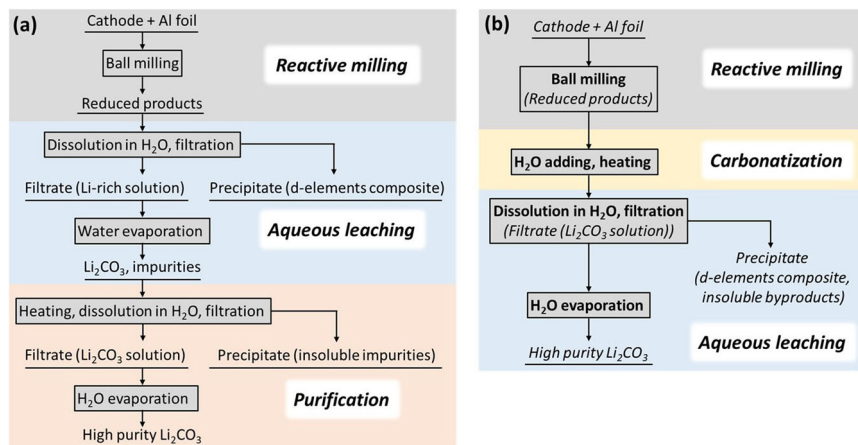 (a)
Cathode + Al foil
Ball milling
Reactive milling
Reduced products
Dissolution in H₂O, filtration
Filtrate (Li-rich solution)
Precipitate (d-elements composite)
Water evaporation
Aqueous leaching
Li₂CO₃, impurities
Heating, dissolution in H₂O, filtration
Filtrate (Li₂CO₃ solution)
Precipitate (insoluble impurities)
H₂O evaporation
Purification
High purity Li₂CO₃
(b)
Cathode + Al foil
Ball milling
(Reduced products)
Reactive milling
H₂O adding, heating
Carbonatization
Dissolution in H₂O, filtration
(Filtrate (Li₂CO₃ solution))
Precipitate
(d-elements composite,
insoluble byproducts)
H₂O evaporation
High purity Li₂CO₃
Aqueous leaching